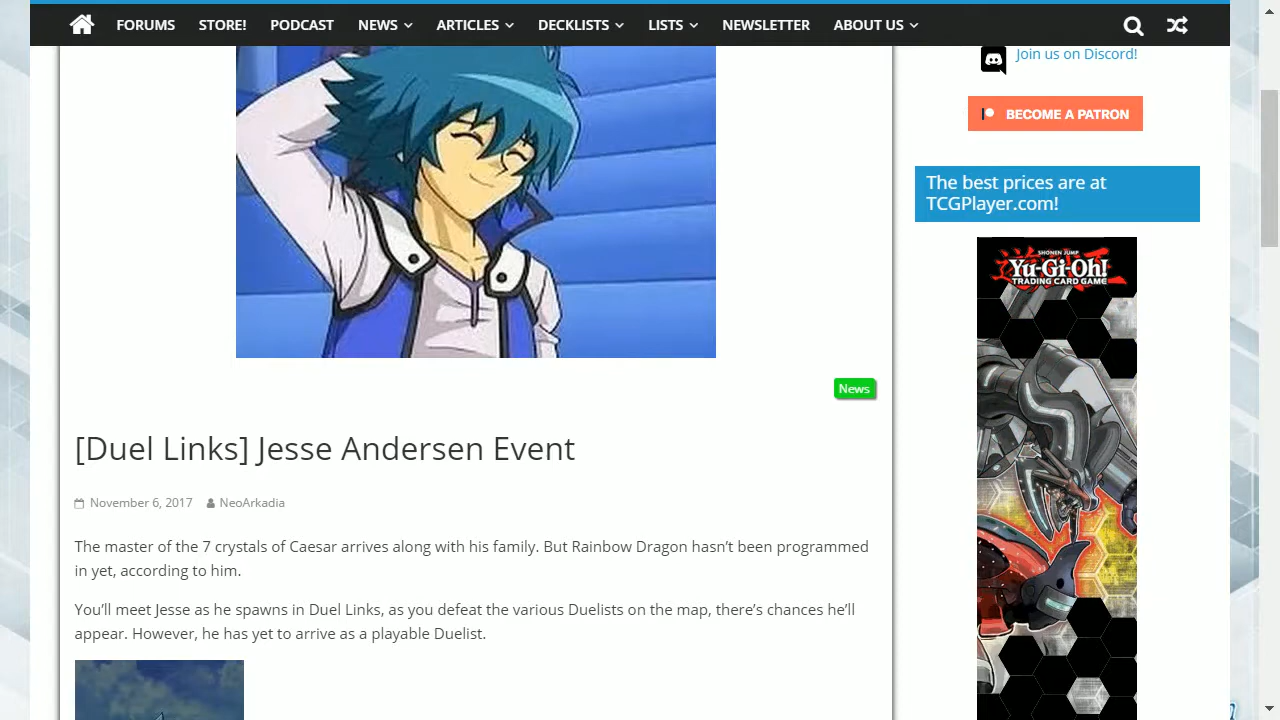 FORUMS STORE! PODCAST NEWS ARTICLES DECKLISTS LISTS NEWSLETTER ABOUT US
Join us on Discord!
BECOME A PATRON
The best prices are at
TCGPlayer.com!
SHONEN JUMP
Yu-Gi-Oh!
TRADING CARD GAME
News
[Duel Links] Jesse Andersen Event
November 6, 2017 NeoArkadia
The master of the 7 crystals of Caesar arrives along with his family. But Rainbow Dragon hasn’t been programmed
in yet, according to him.
You’ll meet Jesse as he spawns in Duel Links, as you defeat the various Duelists on the map, there’s chances he’ll
appear. However, he has yet to arrive as a playable Duelist.